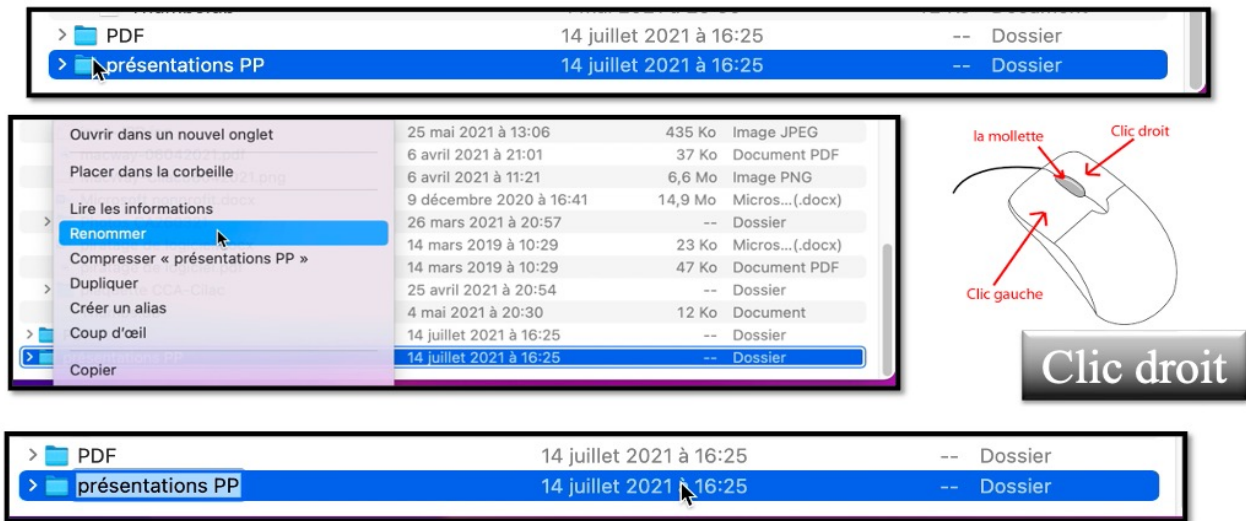 PDF 14 juillet 2021 à 16:25 -- Dossier
présentations PP 14 juillet 2021 à 16:25 -- Dossier
Ouvrir dans un nouvel onglet 25 mai 2021 à 13:06 435 Ko Image JPEG
6 avril 2021 à 21:01 37 Ko Document PDF
Placer dans la corbeille 6 avril 2021 à 11:21 6,6 Mo Image PNG
9 décembre 2020 à 16:41 14,9 Mo Micros...(.docx)
Lire les informations 26 mars 2021 à 20:57 -- Dossier
Renommer 14 mars 2019 à 10:29 23 Ko Micros...(.docx)
Compresser « présentations PP » 14 mars 2019 à 10:29 47 Ko Document PDF
Dupliquer 25 avril 2021 à 20:54 -- Dossier
Créer un alias 4 mai 2021 à 20:30 12 Ko Document
Coup d'œil 14 juillet 2021 à 16:25 -- Dossier
présentations PP 14 juillet 2021 à 16:25 -- Dossier
Copier
la mollette
Clic droit
Clic gauche
Clic droit
PDF 14 juillet 2021 à 16:25 -- Dossier
présentations PP 14 juillet 2021 à 16:25 -- Dossier